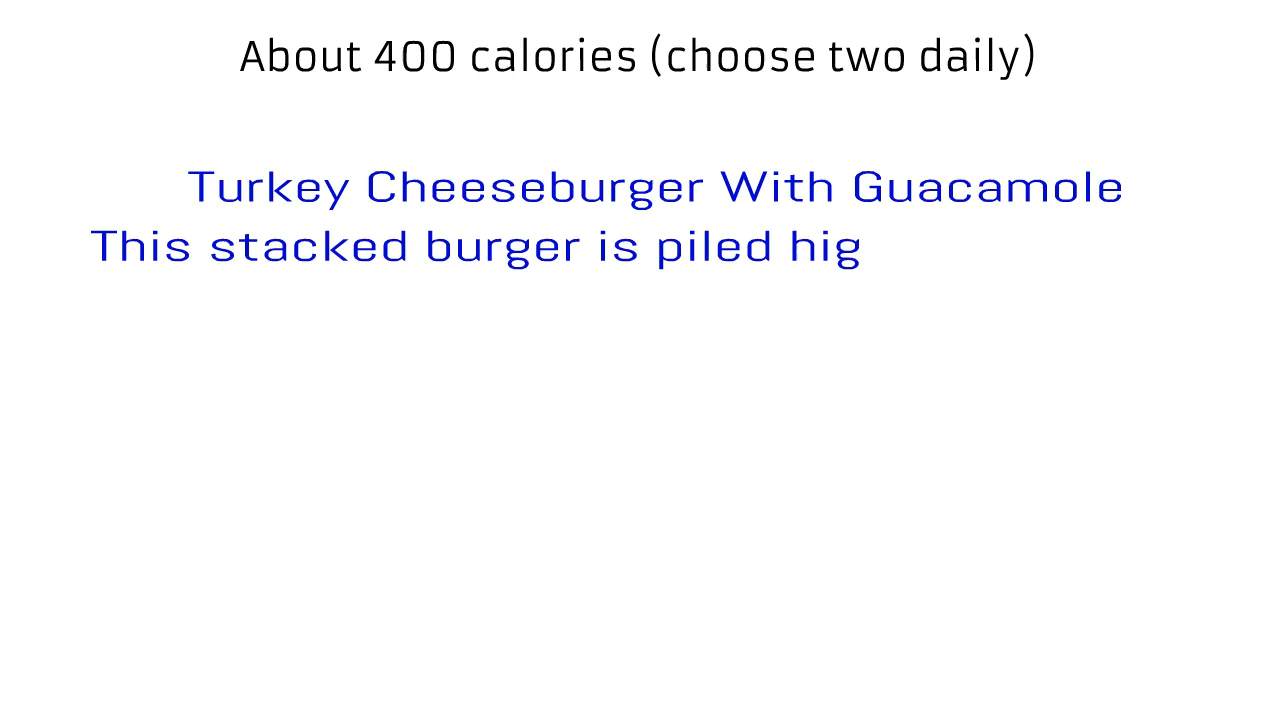 About 400 calories (choose two daily)
Turkey Cheeseburger With Guacamole
This stacked burger is piled hig